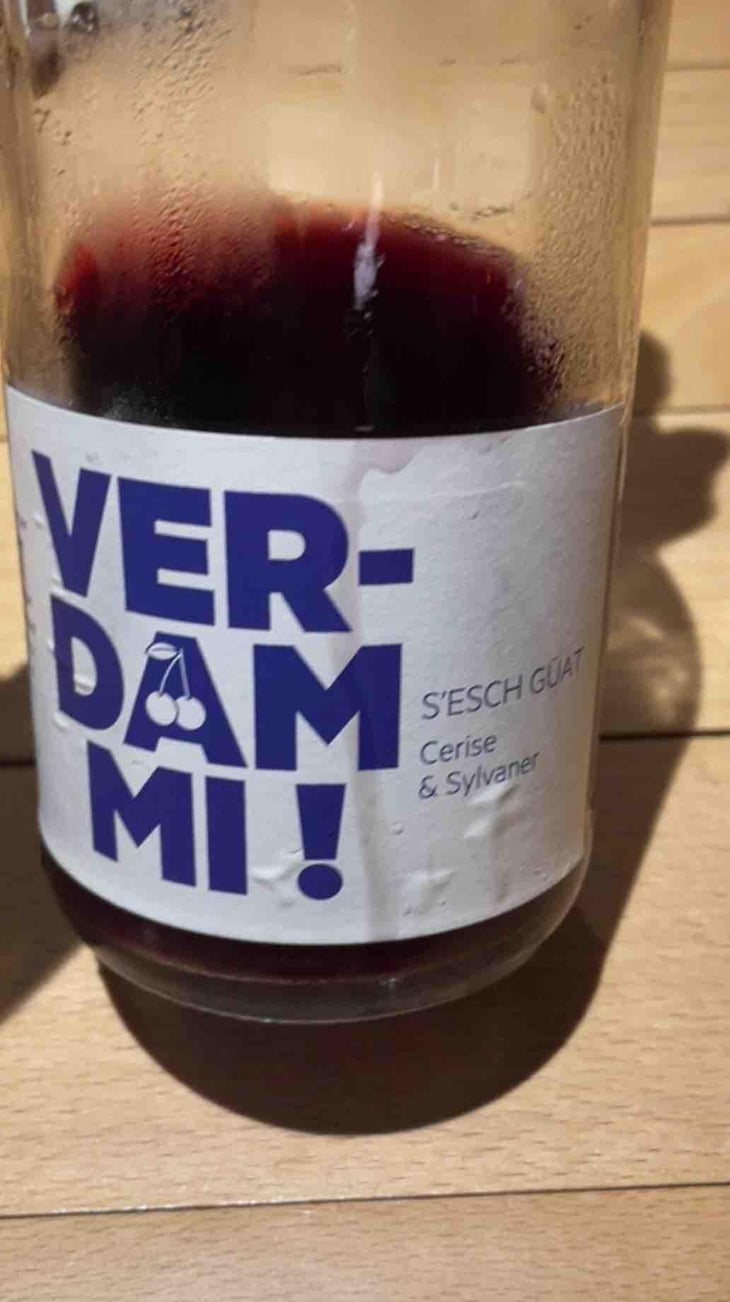 VER-
DAM
MI !
S'ESCH GÜAT
Cerise
& Sylvaner